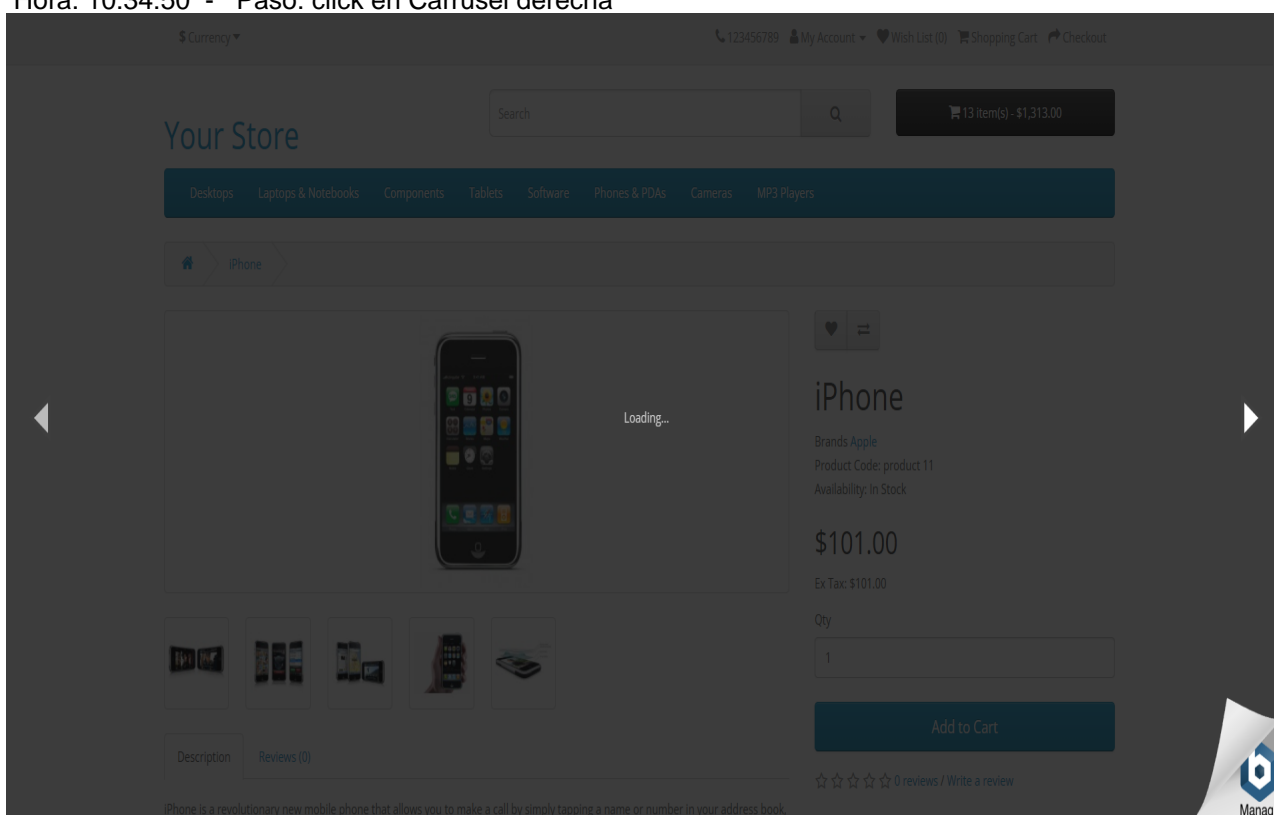 Hora: 10:34:50 - Paso: click en Carrusel derecha
$ Currency
123456789 My Account Wish List (0) Shopping Cart Checkout
Your Store
Search
13 item(s) - $1,313.00
Desktops Laptops & Notebooks Components Tablets Software Phones & PDAs Cameras MP3 Players
iPhone
Loading...
iPhone
Brands Apple
Product Code: product 11
Availability: In Stock
$101.00
Ex Tax: $101.00
Qty
1
Add to Cart
0 reviews / Write a review
Description Reviews (0)
iPhone is a revolutionary new mobile phone that allows you to make a call by simply tapping a name or number in your address book,
Manag